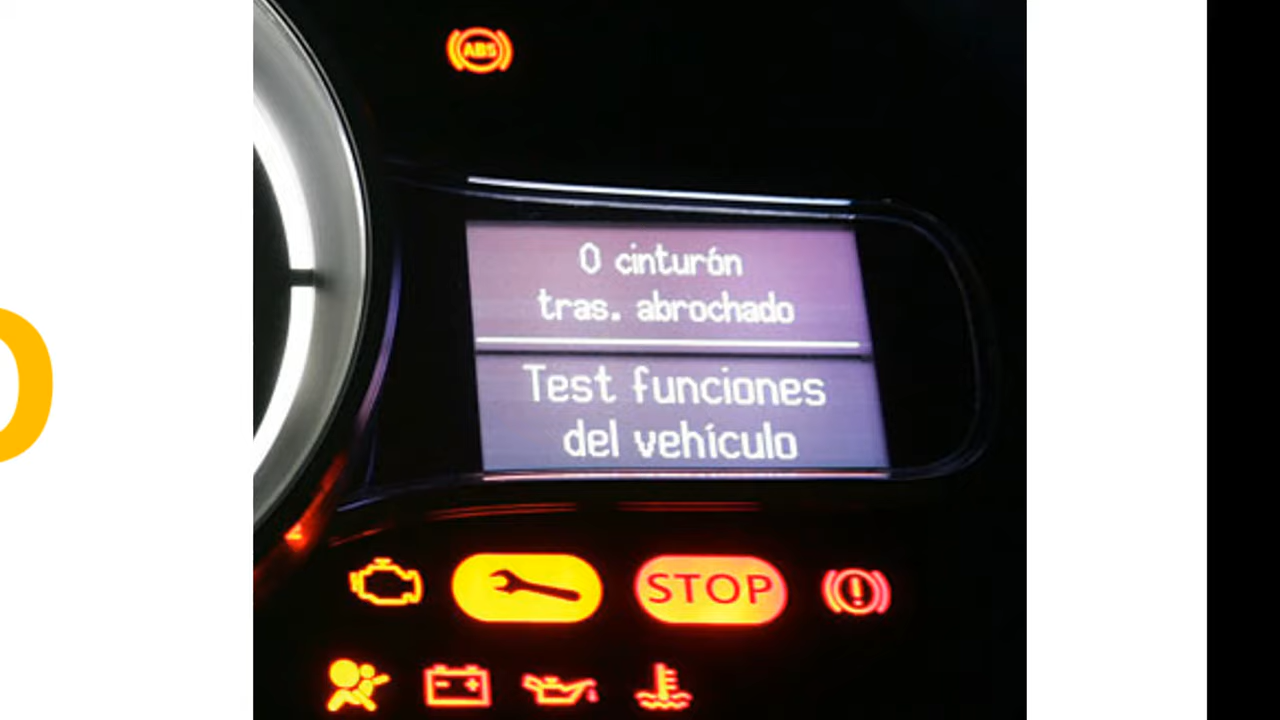 ABS
0 cinturón
tras. abrochado
Test funciones
del vehículo
STOP